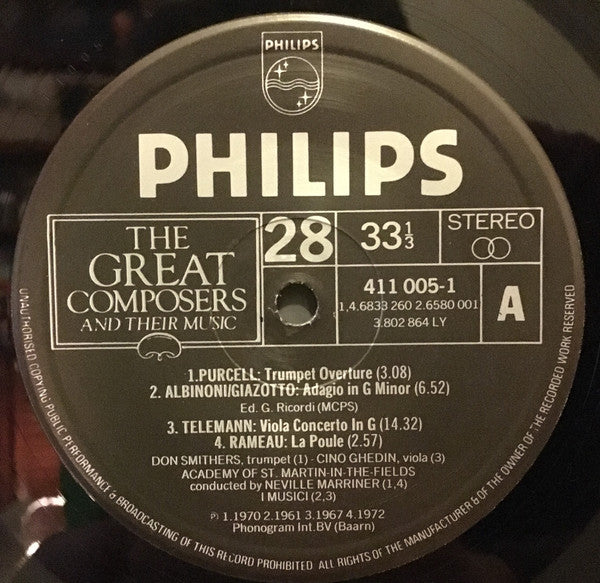 PHILIPS
PHILIPS
THE
GREAT
COMPOSERS
AND THEIR MUSIC
28
33 1/3
STEREO
411 005-1
1,4.6833 260 2.6580 001
3.802 864 LY
A
1.PURCELL: Trumpet Overture (3.08)
2. ALBINONI/GIAZOTTO: Adagio in G Minor (6.52)
Ed. G. Ricordi (MCPS)
3. TELEMANN: Viola Concerto In G (14.32)
4. RAMEAU: La Poule (2.57)
DON SMITHERS, trumpet (1) - CINO GHEDIN, viola (3)
ACADEMY OF ST. MARTIN-IN-THE-FIELDS
conducted by NEVILLE MARRINER (1,4)
I MUSICI (2,3)
℗ 1.1970 2.1961 3.1967 4.1972
Phonogram Int.BV (Baarn)
UNAUTHORISED COPYING PUBLIC PERFORMANCE & BROADCASTING OF THIS RECORD PROHIBITED. ALL RIGHTS OF THE MANUFACTURER & OF THE OWNER OF THE RECORDED WORK RESERVED